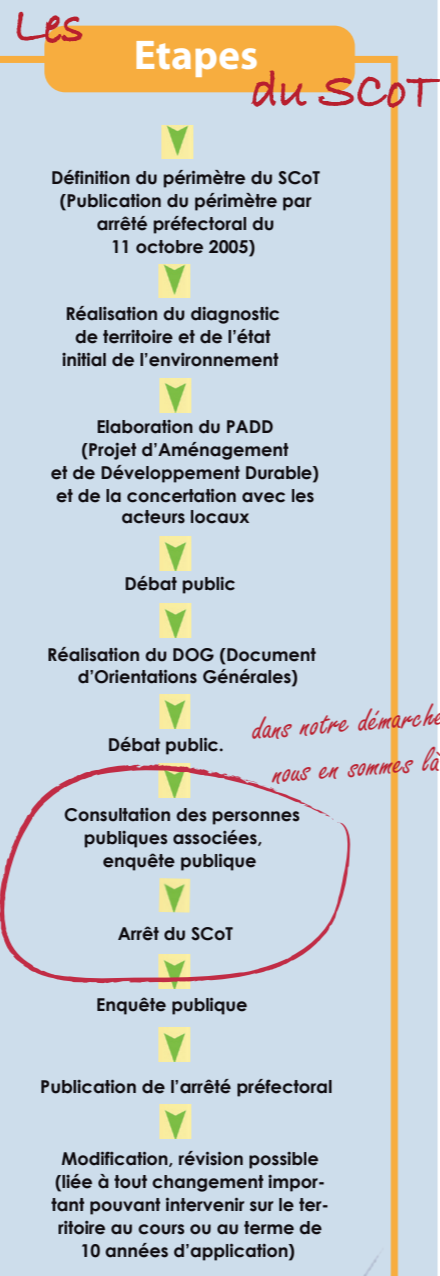 Les
Etapes
du SCoT
Définition du périmètre du SCoT
(Publication du périmètre par
arrêté préfectoral du
11 octobre 2005)
Réalisation du diagnostic
de territoire et de l'état
initial de l'environnement
Elaboration du PADD
(Projet d'Aménagement
et de Développement Durable)
et de la concertation avec les
acteurs locaux
Débat public
Réalisation du DOG (Document
d'Orientations Générales)
Débat public.
dans notre démarche
nous en sommes là
Consultation des personnes
publiques associées,
enquête publique
Arrêt du SCoT
Enquête publique
Publication de l'arrêté préfectoral
Modification, révision possible
(liée à tout changement impor-
tant pouvant intervenir sur le ter-
ritoire au cours ou au terme de
10 années d'application)